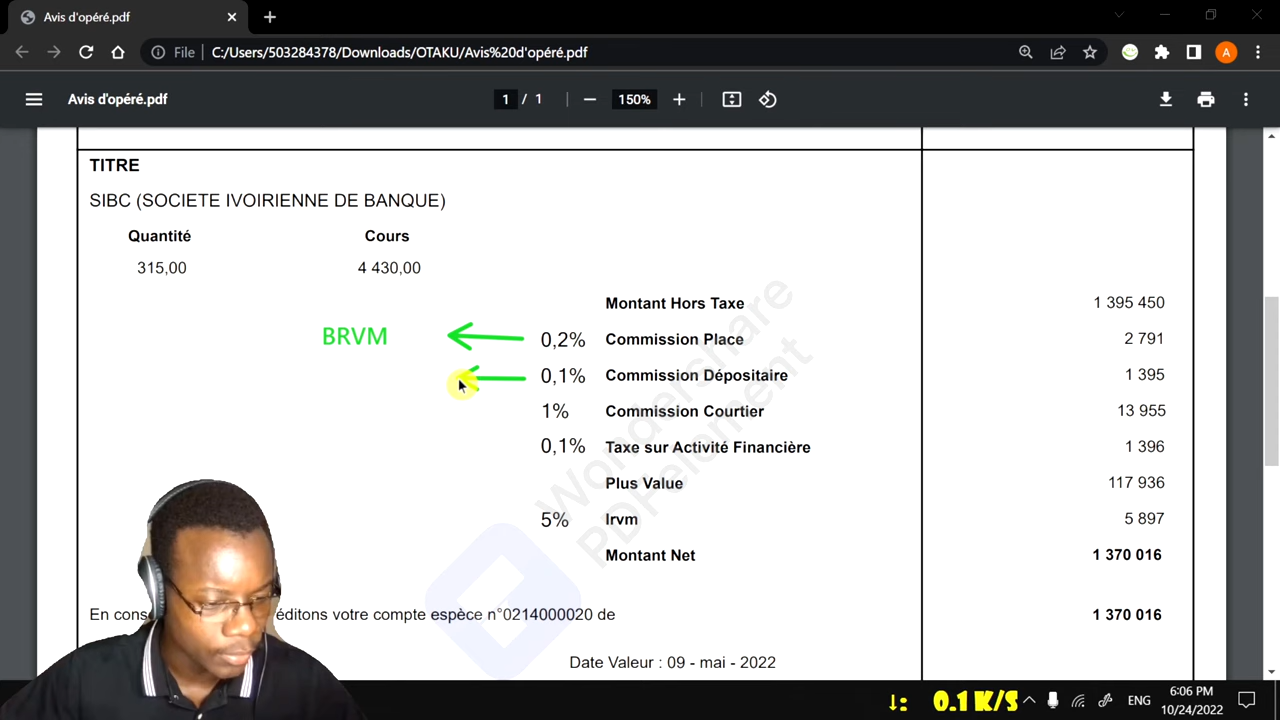 Avis d'opéré.pdf
File C:/Users/503284378/Downloads/OTAKU/Avis%20d'opéré.pdf
A
Avis d'opéré.pdf
1 / 1
150%
TITRE
SIBC (SOCIETE IVOIRIENNE DE BANQUE)
Quantité Cours
315,00 4 430,00
Montant Hors Taxe 1 395 450
BRVM 0,2% Commission Place 2 791
0,1% Commission Dépositaire 1 395
1% Commission Courtier 13 955
0,1% Taxe sur Activité Financière 1 396
Plus Value 117 936
5% Irvm 5 897
Montant Net 1 370 016
En cons éditons votre compte espèce n°0214000020 de 1 370 016
Date Valeur : 09 - mai - 2022
Wondershare
PDFelement
0.1 K/S
ENG
6:06 PM
10/24/2022